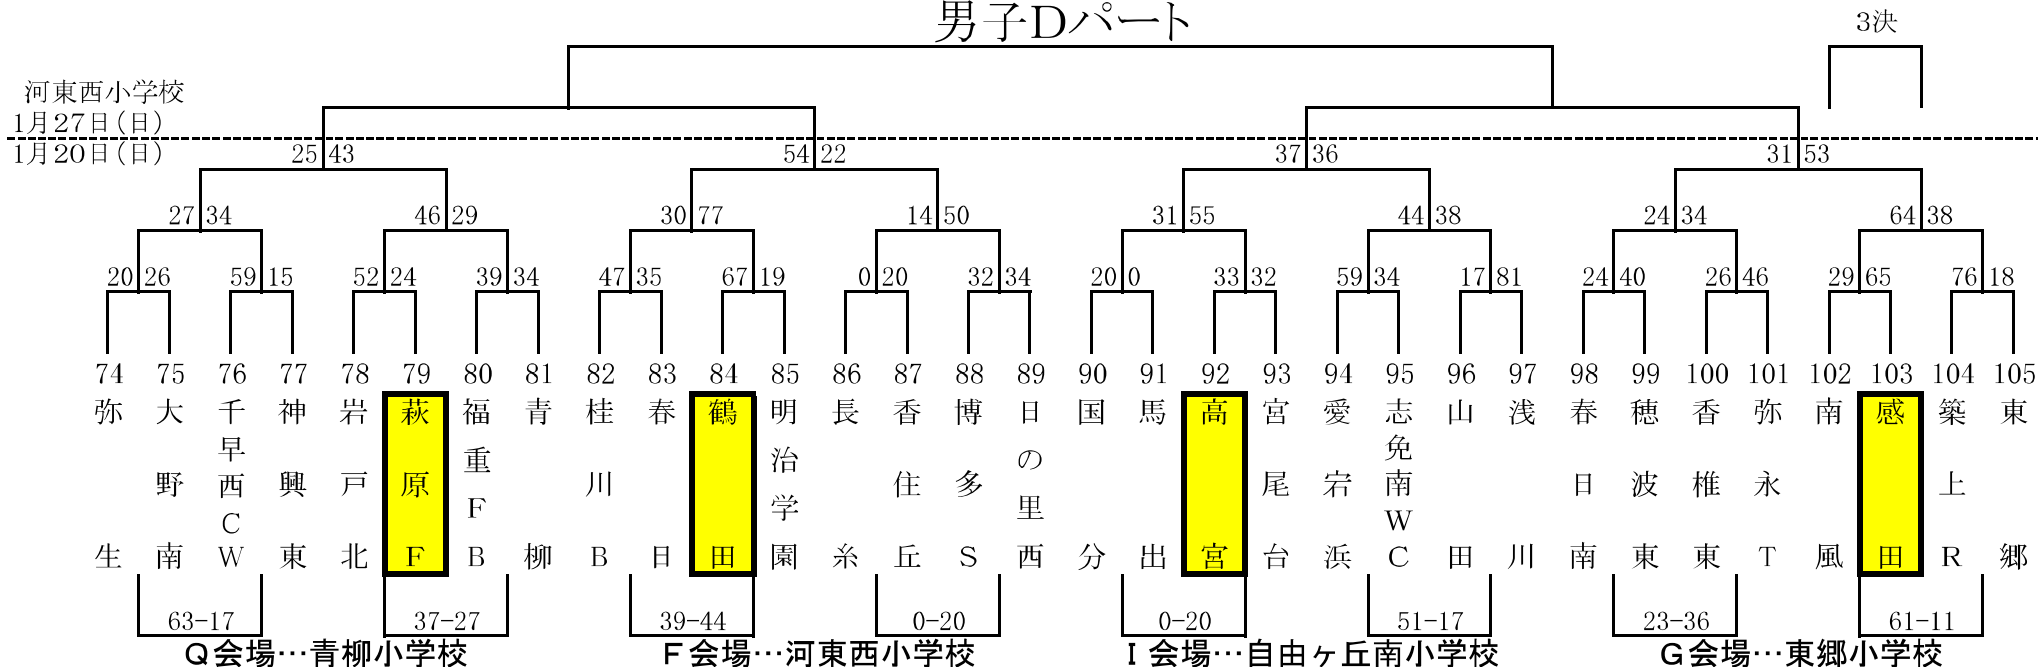 男子Dパート
3決
河東西小学校
1月27日(日)
1月20日(日)
25 43 54 22 37 36 31 53
27 34 46 29 30 77 14 50 31 55 44 38 24 34 64 38
20 26 59 15 52 24 39 34 47 35 67 19 0 20 32 34 20 0 33 32 59 34 17 81 24 40 26 46 29 65 76 18
74 75 76 77 78 79 80 81 82 83 84 85 86 87 88 89 90 91 92 93 94 95 96 97 98 99 100 101 102 103 104 105
弥生
大野南
千早西CW
神興東
岩戸北
萩原F
福重FB
青柳
桂川B
春日
鶴田
明治学園
長糸
香住丘
博多S
日の里西
国分
馬出
高宮
宮尾台
愛宕浜
志免南WC
山田
浅川
春日南
穂波東
香椎東
弥永T
南風
感田
築上R
東郷
63-17 37-27 39-44 0-20 0-20 51-17 23-36 61-11
Q会場…青柳小学校 F会場…河東西小学校 I会場…自由ヶ丘南小学校 G会場…東郷小学校